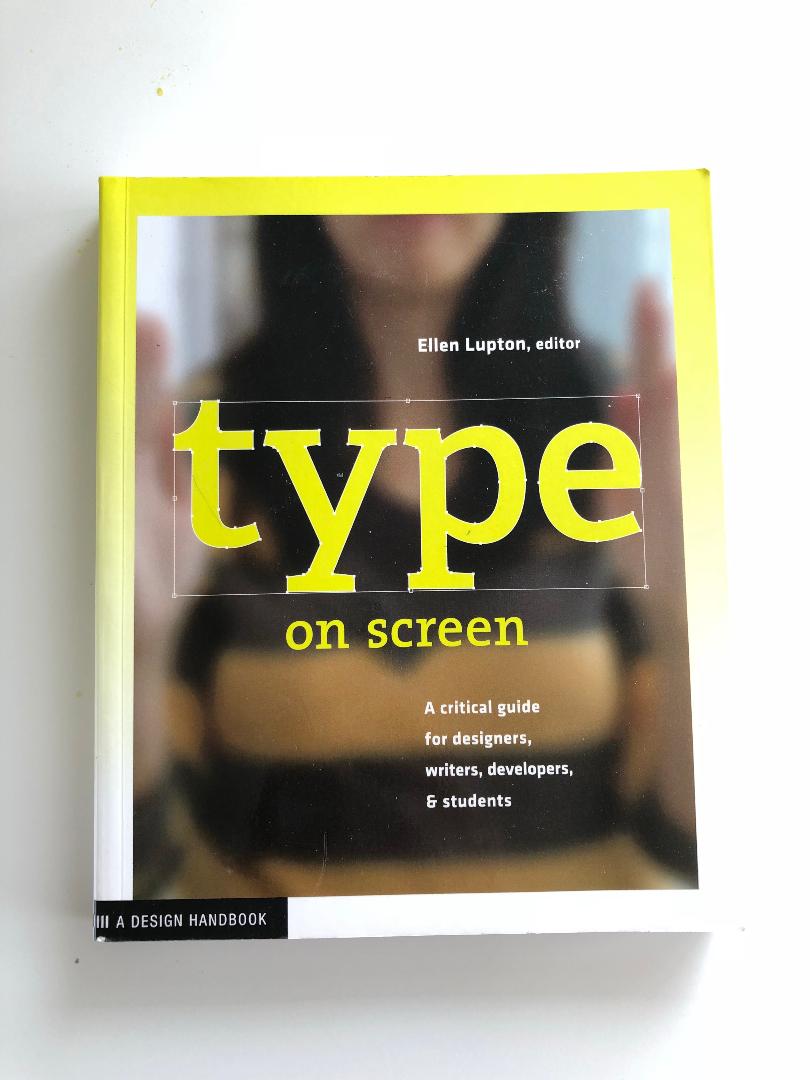 Ellen Lupton, editor
type
on screen
A critical guide
for designers,
writers, developers,
& students
A DESIGN HANDBOOK